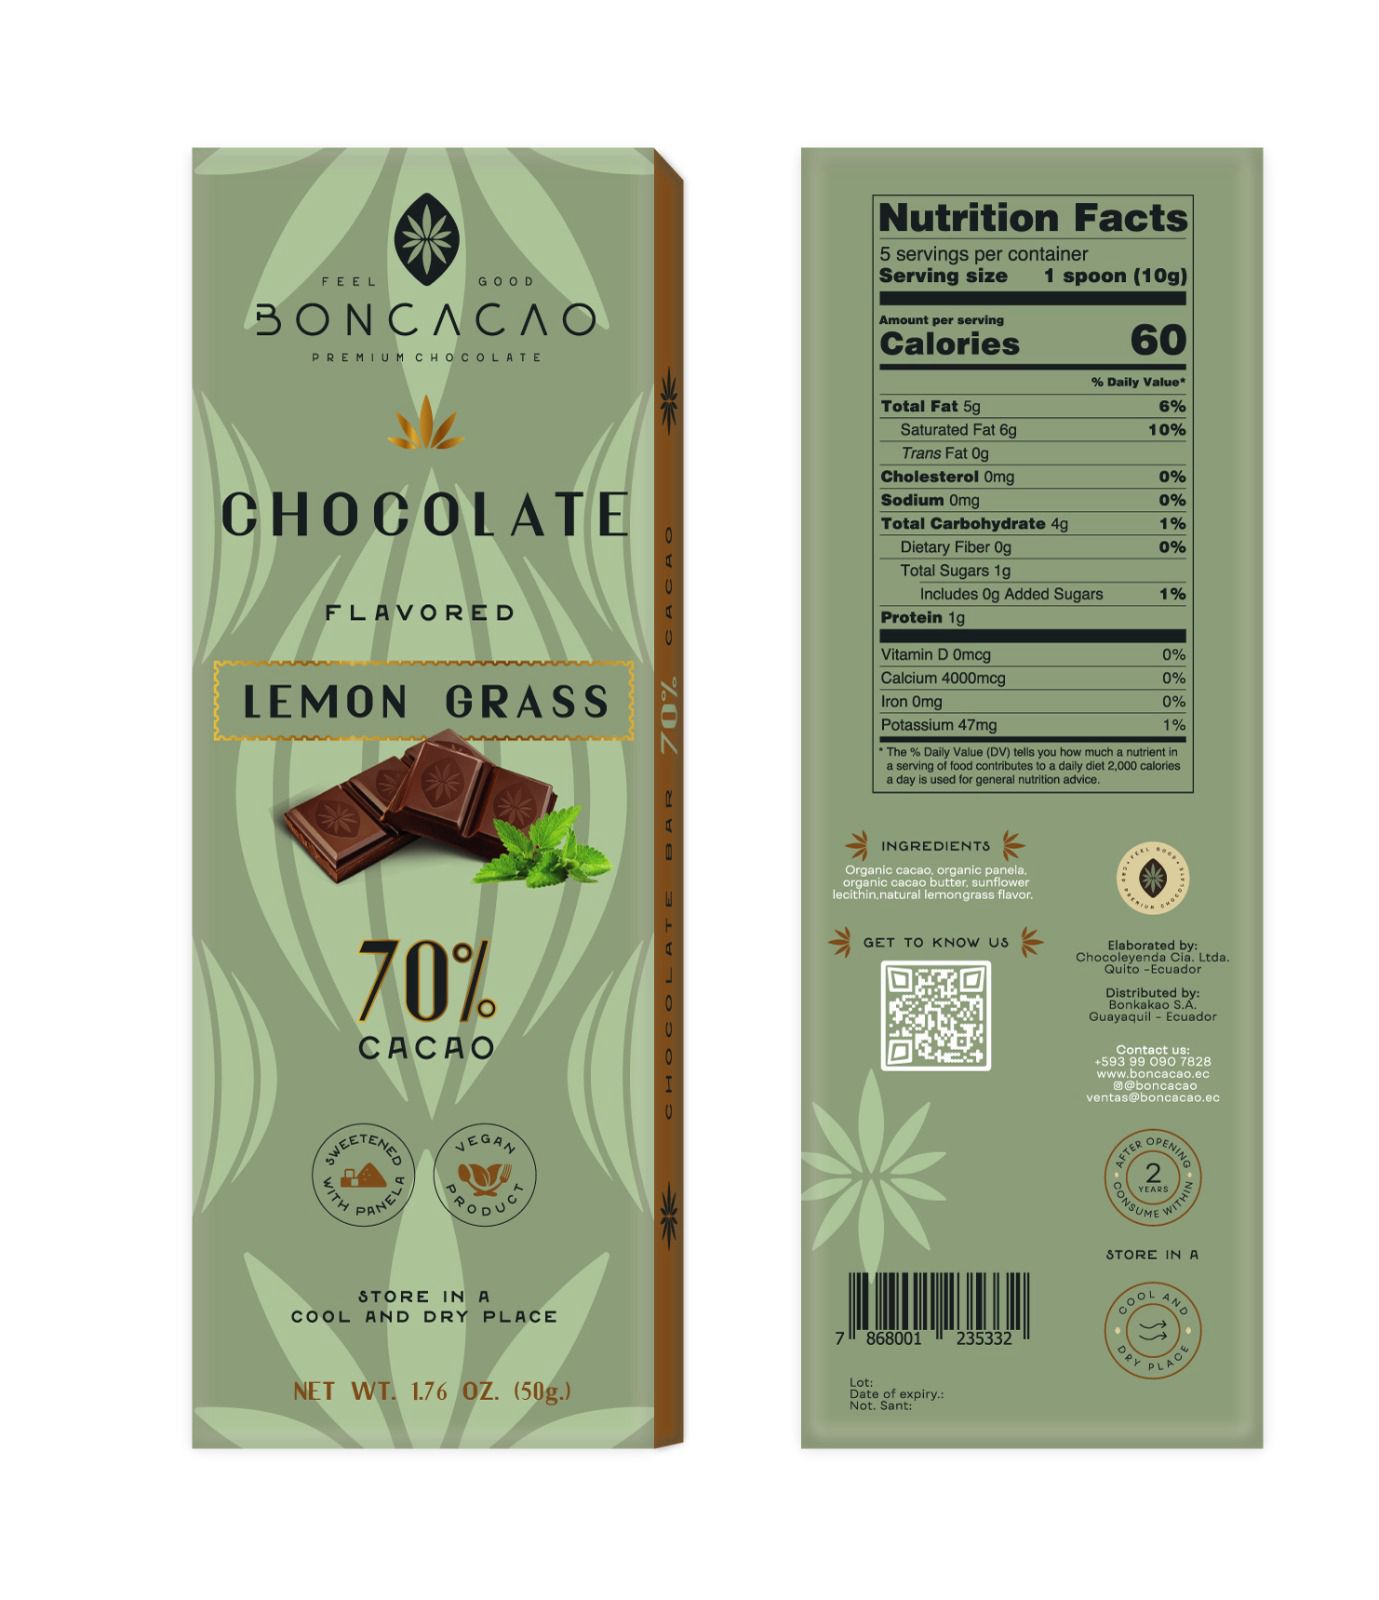 FEEL GOOD
BONCACAO
PREMIUM CHOCOLATE
CHOCOLATE
FLAVORED
LEMON GRASS
70%
CACAO
SWEETENED WITH PANELA
VEGAN PRODUCT
STORE IN A
COOL AND DRY PLACE
NET WT. 1.76 OZ. (50g.)
CHOCOLATE BAR 70% CACAO
Nutrition Facts
5 servings per container
Serving size 1 spoon (10g)
Amount per serving
Calories 60
% Daily Value*
Total Fat 5g 6%
Saturated Fat 6g 10%
Trans Fat 0g
Cholesterol 0mg 0%
Sodium 0mg 0%
Total Carbohydrate 4g 1%
Dietary Fiber 0g 0%
Total Sugars 1g
Includes 0g Added Sugars 1%
Protein 1g
Vitamin D 0mcg 0%
Calcium 4000mcg 0%
Iron 0mg 0%
Potassium 47mg 1%
* The % Daily Value (DV) tells you how much a nutrient in
a serving of food contributes to a daily diet 2,000 calories
a day is used for general nutrition advice.
INGREDIENTS
Organic cacao, organic panela,
organic cacao butter, sunflower
lecithin,natural lemongrass flavor.
GET TO KNOW US
FEEL GOOD
PREMIUM CHOCOLATE
Elaborated by:
Chocoleyenda Cia. Ltda.
Quito -Ecuador
Distributed by:
Bonkakao S.A.
Guayaquil - Ecuador
Contact us:
+593 99 090 7828
www.boncacao.ec
@boncacao
ventas@boncacao.ec
AFTER OPENING
2
YEARS
CONSUME WITHIN
STORE IN A
COOL AND
DRY PLACE
7 868001 235332
Lot:
Date of expiry.:
Not. Sant: